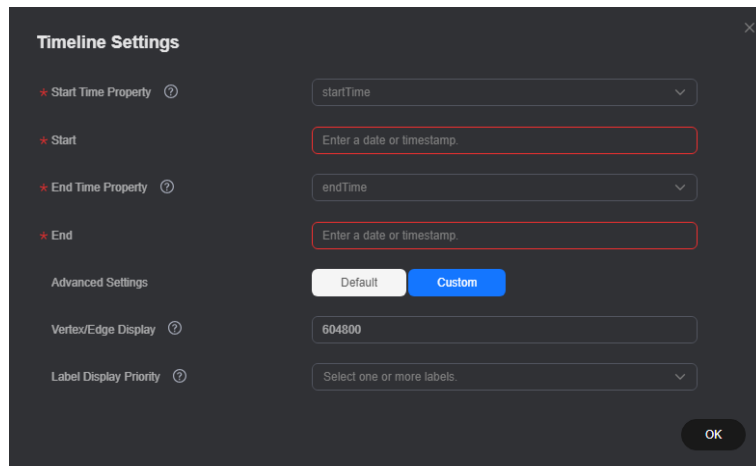 Timeline Settings
* Start Time Property ? startTime
* Start Enter a date or timestamp.
* End Time Property ? endTime
* End Enter a date or timestamp.
Advanced Settings Default Custom
Vertex/Edge Display ? 604800
Label Display Priority ? Select one or more labels.
OK